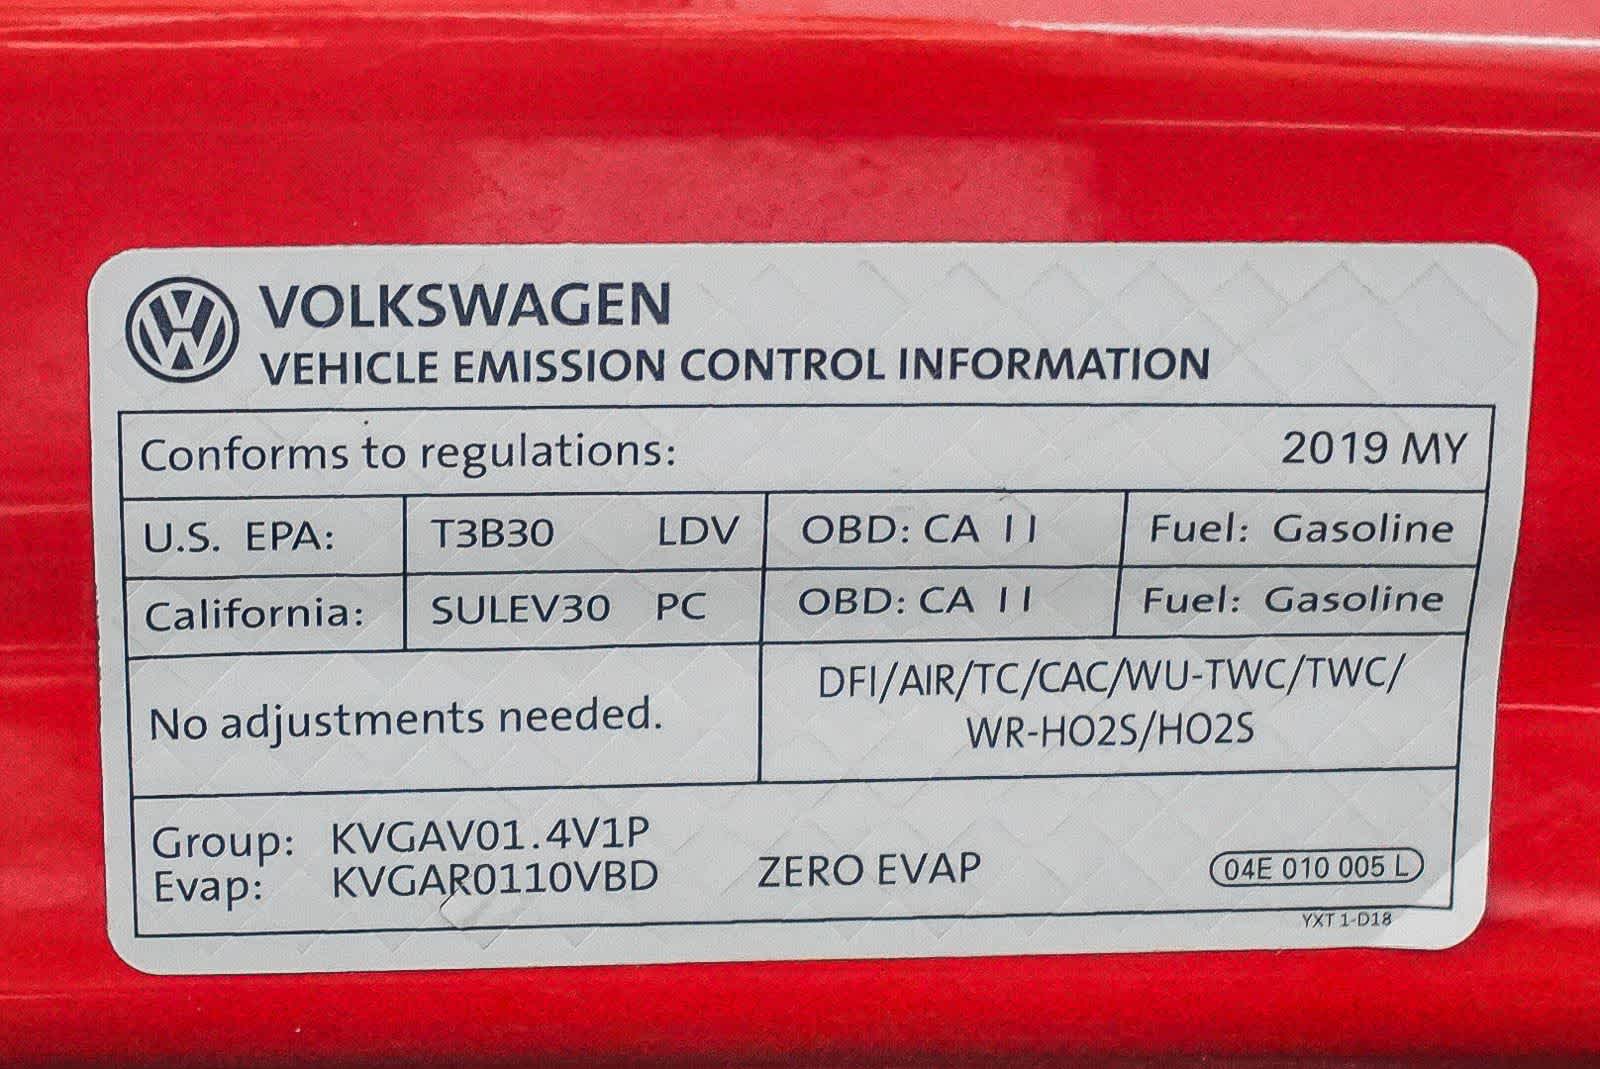 VOLKSWAGEN
VEHICLE EMISSION CONTROL INFORMATION
Conforms to regulations: 2019 MY
U.S. EPA: T3B30 LDV OBD: CA II Fuel: Gasoline
California: SULEV30 PC OBD: CA II Fuel: Gasoline
No adjustments needed.
DFI/AIR/TC/CAC/WU-TWC/TWC/
WR-HO2S/HO2S
Group: KVGAV01.4V1P
Evap: KVGAR0110VBD ZERO EVAP 04E 010 005 L
YXT 1-D18